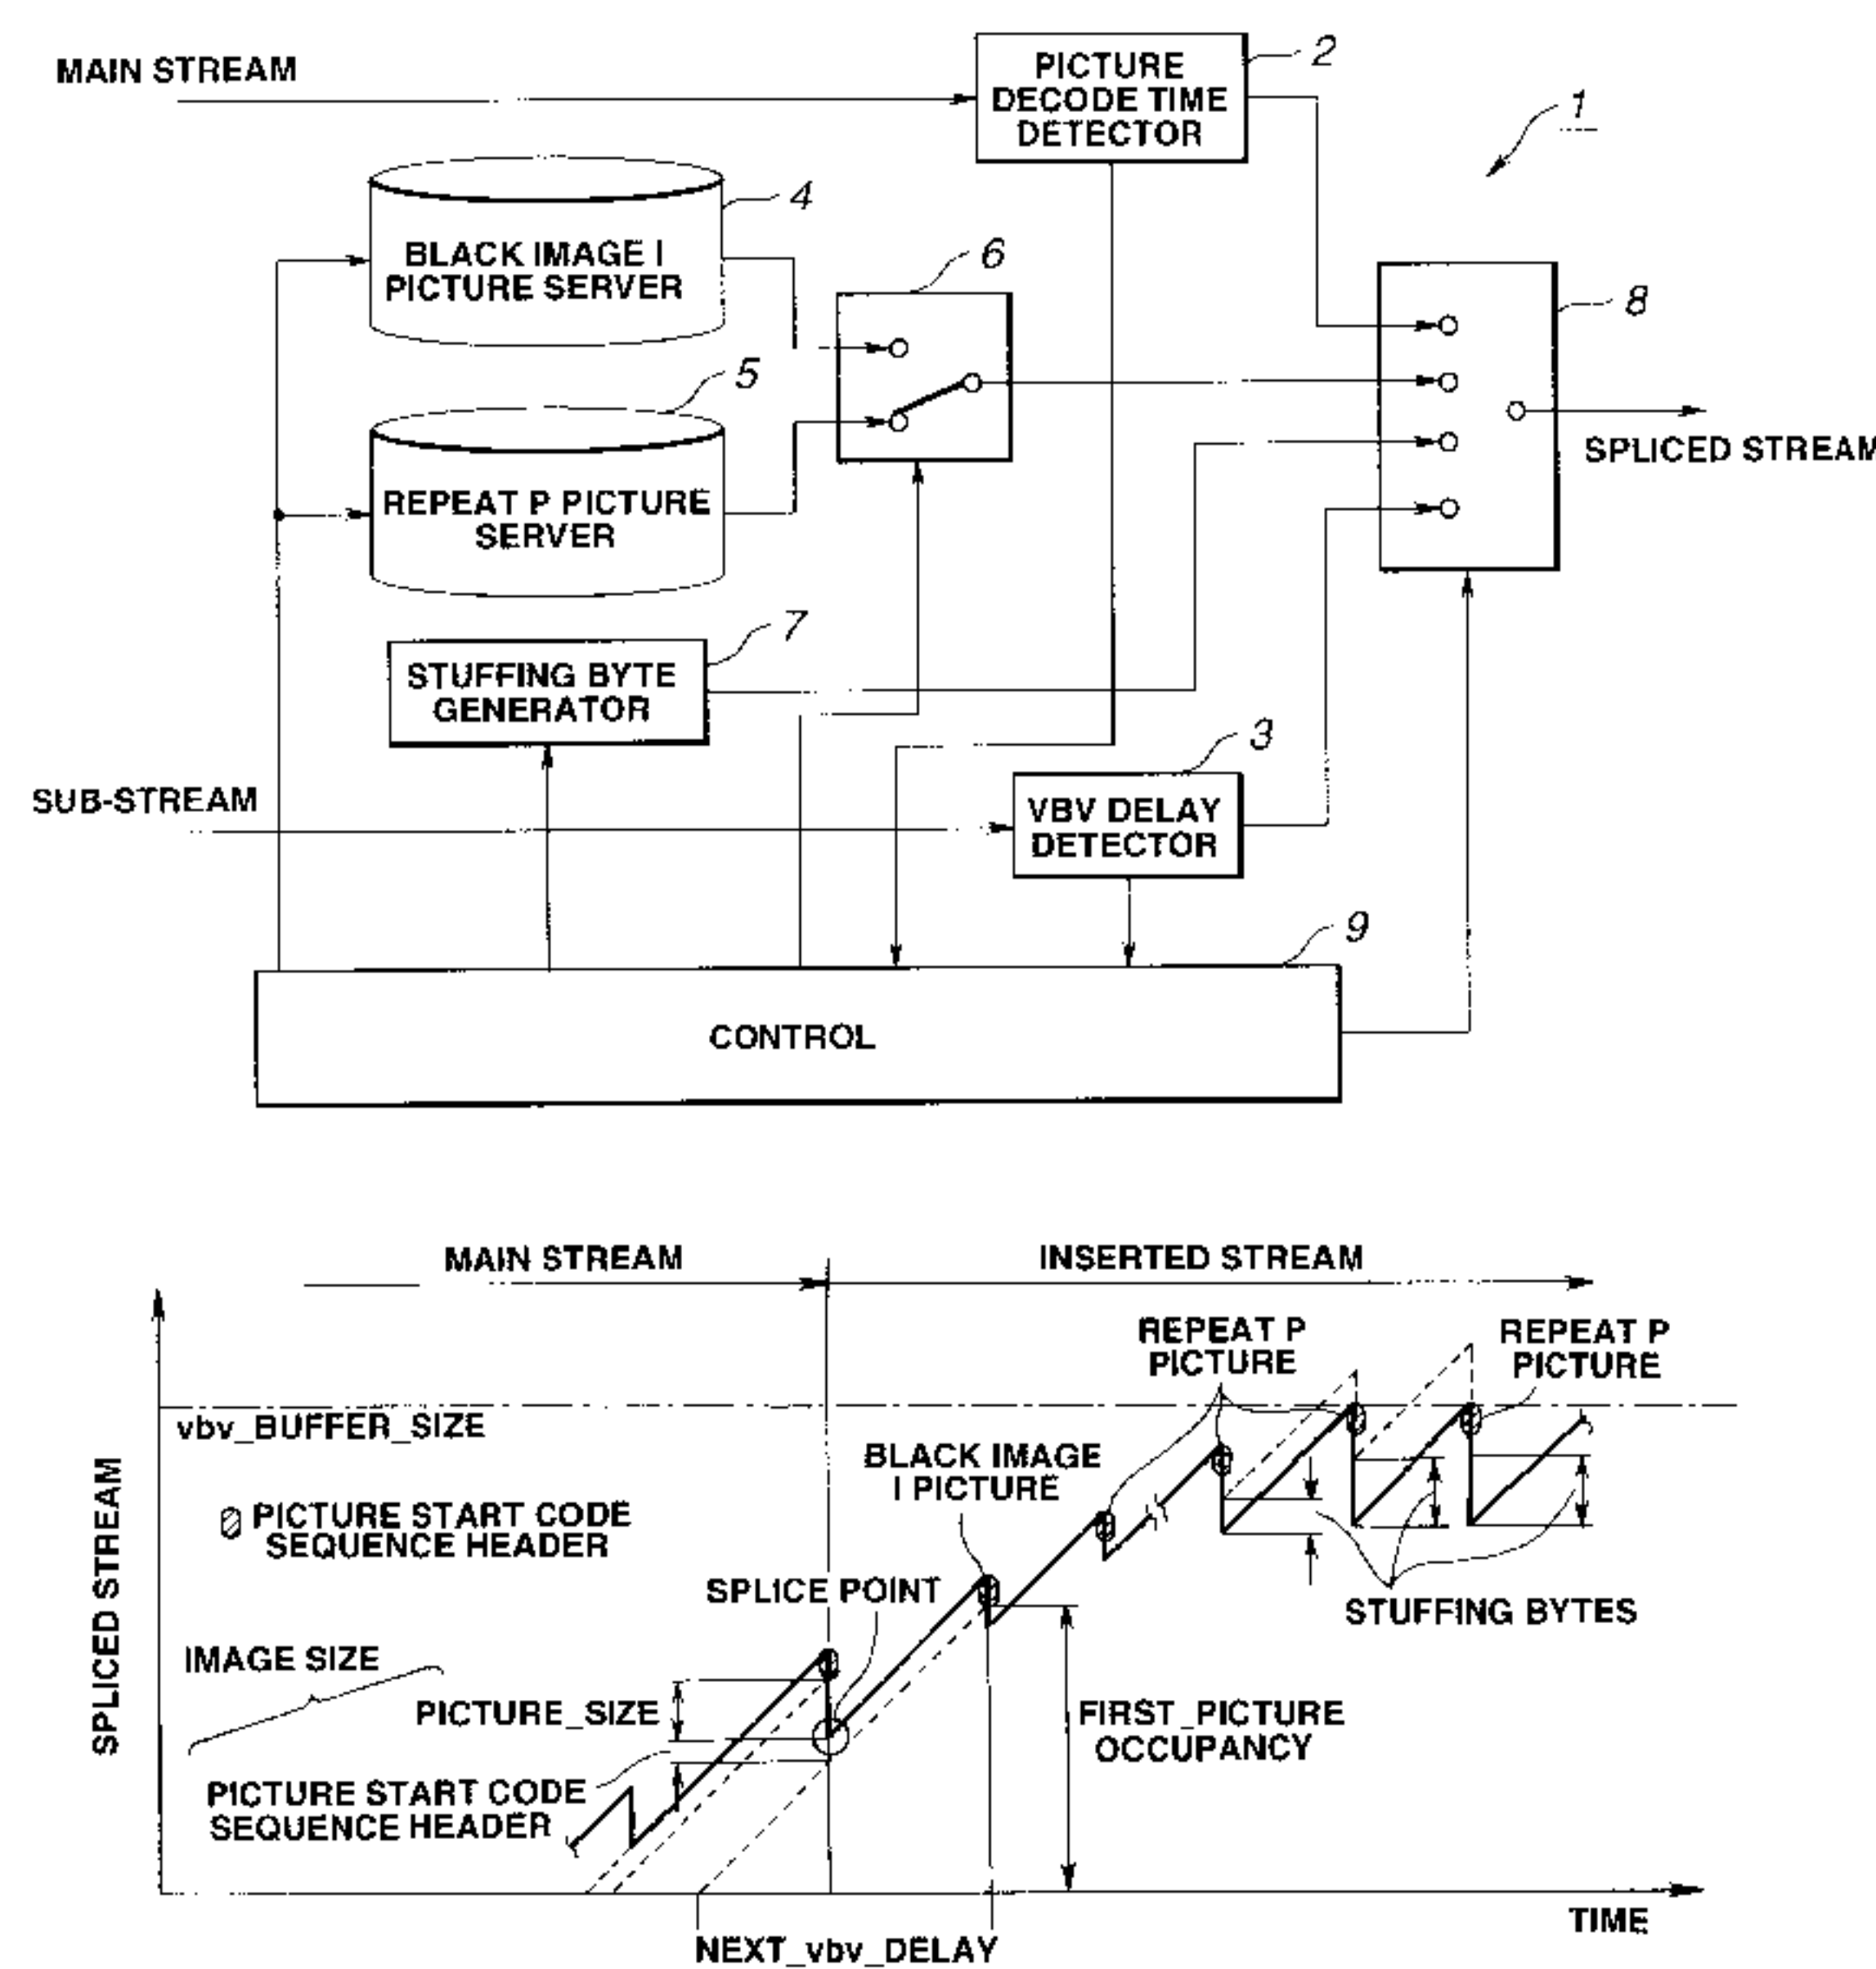 MAIN STREAM
PICTURE
DECODE TIME
DETECTOR
2
1
4
BLACK IMAGE I
PICTURE SERVER
6
8
5
REPEAT P PICTURE
SERVER
SPLICED STREAM
7
STUFFING BYTE
GENERATOR
3
SUB-STREAM
VBV DELAY
DETECTOR
9
CONTROL
MAIN STREAM
INSERTED STREAM
REPEAT P
PICTURE
REPEAT P
PICTURE
vbv_BUFFER_SIZE
BLACK IMAGE
I PICTURE
PICTURE START CODE
SEQUENCE HEADER
SPLICED STREAM
SPLICE POINT
STUFFING BYTES
IMAGE SIZE
PICTURE_SIZE
FIRST_PICTURE
OCCUPANCY
PICTURE START CODE
SEQUENCE HEADER
TIME
NEXT_vbv_DELAY